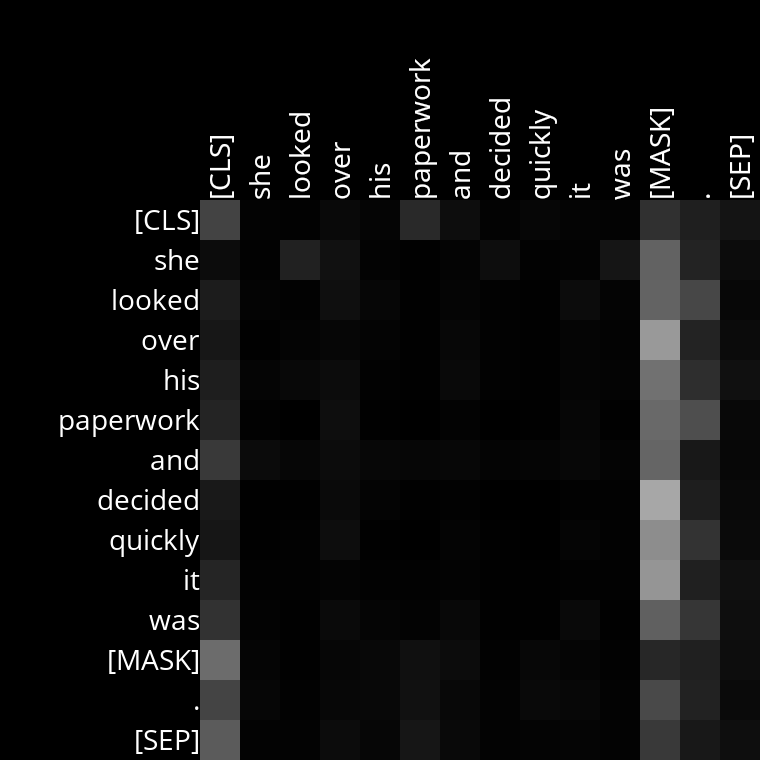 [CLS]
she
looked
over
his
paperwork
and
decided
quickly
it
was
[MASK]
.
[SEP]
[CLS]
she
looked
over
his
paperwork
and
decided
quickly
it
was
[MASK]
.
[SEP]